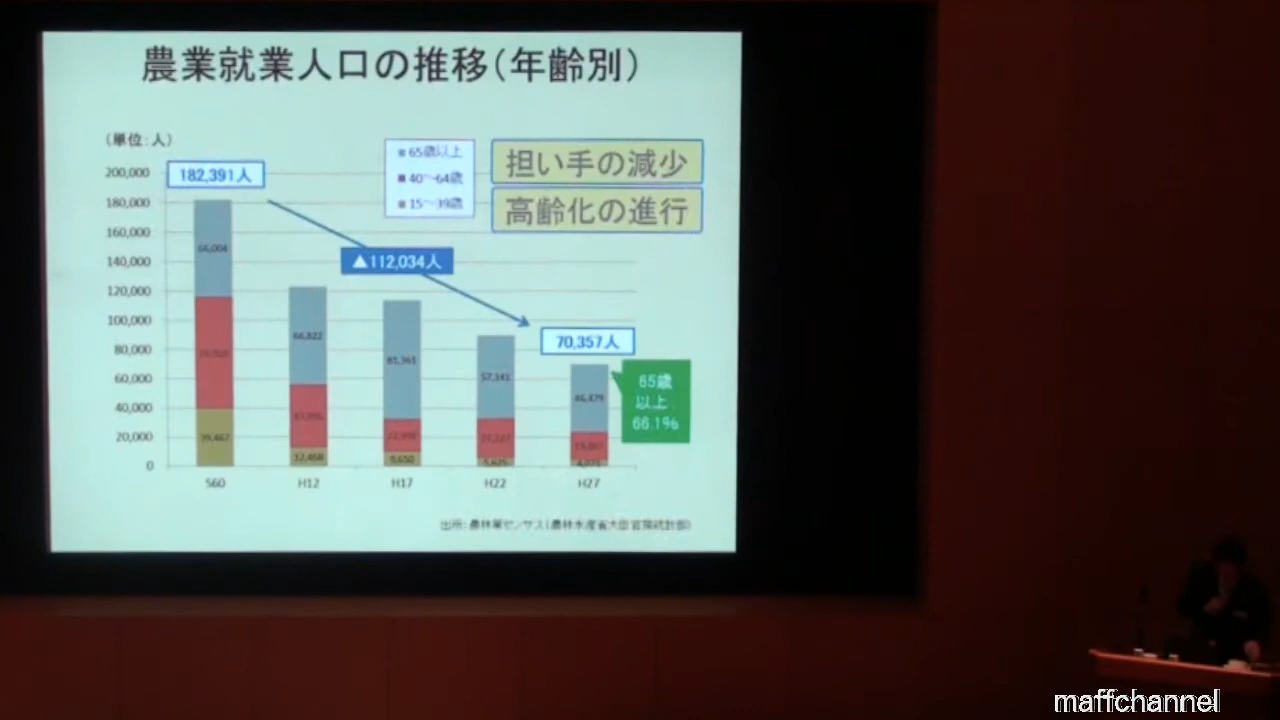 農業就業人口の推移(年齢別)
(単位:人)
65歳以上
40～64歳
15～39歳
担い手の減少
高齢化の進行
182,391人
▲112,034人
70,357人
65歳
以上
66.1%
200,000
180,000
160,000
140,000
120,000
100,000
80,000
60,000
40,000
20,000
0
66,822
57,141
46,479
39,467
12,468
9,650
S60
H12
H17
H22
H27
出所:農林業センサス(農林水産省大臣官房統計部)
maffchannel